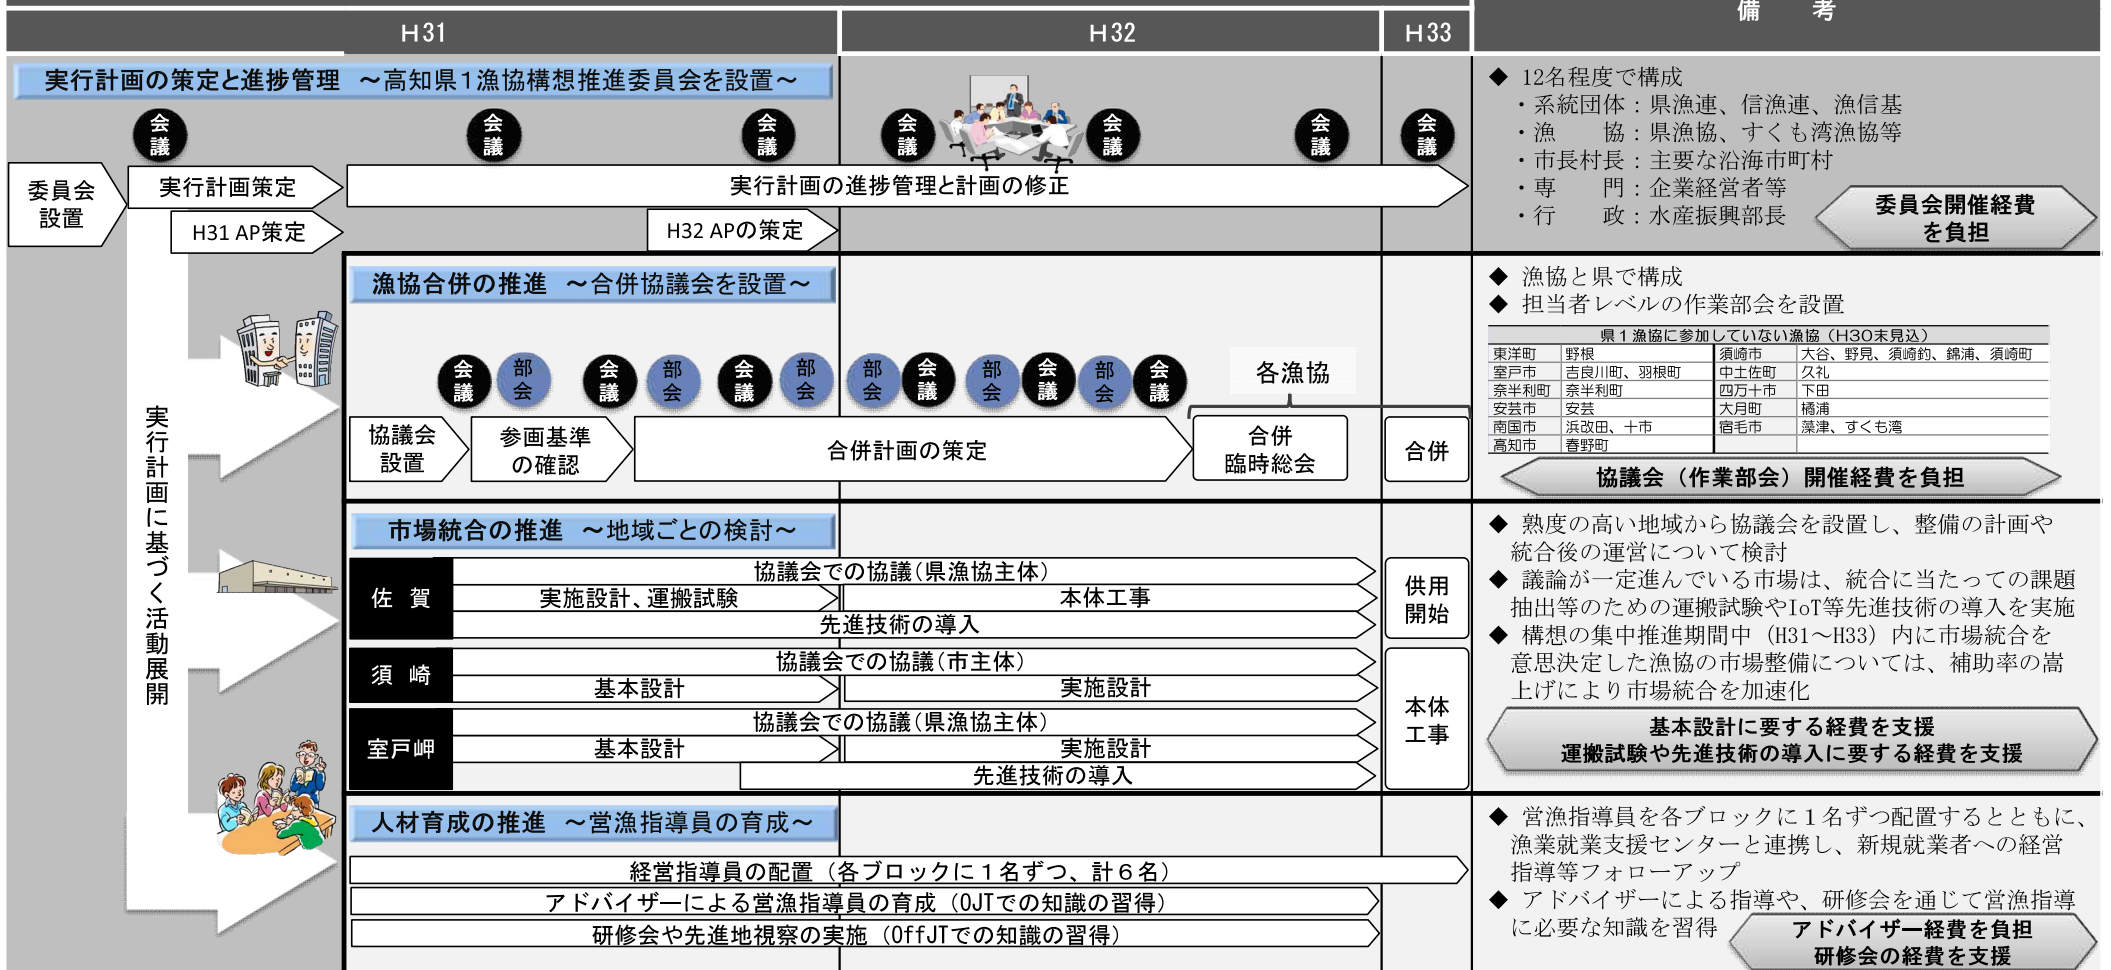 H31
H32
H33
備　考
実行計画の策定と進捗管理　～高知県1漁協構想推進委員会を設置～
会議
会議
会議
会議
会議
会議
会議
委員会
設置
実行計画策定
実行計画の進捗管理と計画の修正
H31 AP策定
H32 APの策定
◆ 12名程度で構成
・系統団体：県漁連、信漁連、漁信基
・漁　　協：県漁協、すくも湾漁協等
・市長村長：主要な沿海市町村
・専　　門：企業経営者等
・行　　政：水産振興部長
委員会開催経費
を負担
実行計画に基づく活動展開
漁協合併の推進　～合併協議会を設置～
会議
部会
会議
部会
会議
部会
部会
会議
部会
会議
部会
会議
各漁協
協議会
設置
参画基準
の確認
合併計画の策定
合併
臨時総会
合併
◆ 漁協と県で構成
◆ 担当者レベルの作業部会を設置
県１漁協に参加していない漁協（H30末見込）
東洋町　野根　須崎市　大谷、野見、須崎釣、錦浦、須崎町
室戸市　吉良川町、羽根町　中土佐町　久礼
奈半利町　奈半利町　四万十市　下田
安芸市　安芸　大月町　橘浦
南国市　浜改田、十市　宿毛市　藻津、すくも湾
高知市　春野町
協議会（作業部会）開催経費を負担
市場統合の推進　～地域ごとの検討～
佐　賀
協議会での協議（県漁協主体）
実施設計、運搬試験
本体工事
先進技術の導入
供用
開始
須　崎
協議会での協議（市主体）
基本設計
実施設計
室戸岬
協議会での協議（県漁協主体）
基本設計
実施設計
先進技術の導入
本体
工事
◆ 熟度の高い地域から協議会を設置し、整備の計画や
統合後の運営について検討
◆ 議論が一定進んでいる市場は、統合に当たっての課題
抽出等のための運搬試験やIoT等先進技術の導入を実施
◆ 構想の集中推進期間中（H31～H33）内に市場統合を
意思決定した漁協の市場整備については、補助率の嵩
上げにより市場統合を加速化
基本設計に要する経費を支援
運搬試験や先進技術の導入に要する経費を支援
人材育成の推進　～営漁指導員の育成～
経営指導員の配置（各ブロックに１名ずつ、計６名）
アドバイザーによる営漁指導員の育成（OJTでの知識の習得）
研修会や先進地視察の実施（OffJTでの知識の習得）
◆ 営漁指導員を各ブロックに１名ずつ配置するとともに、
漁業就業支援センターと連携し、新規就業者への経営
指導等フォローアップ
◆ アドバイザーによる指導や、研修会を通じて営漁指導
に必要な知識を習得
アドバイザー経費を負担
研修会の経費を支援